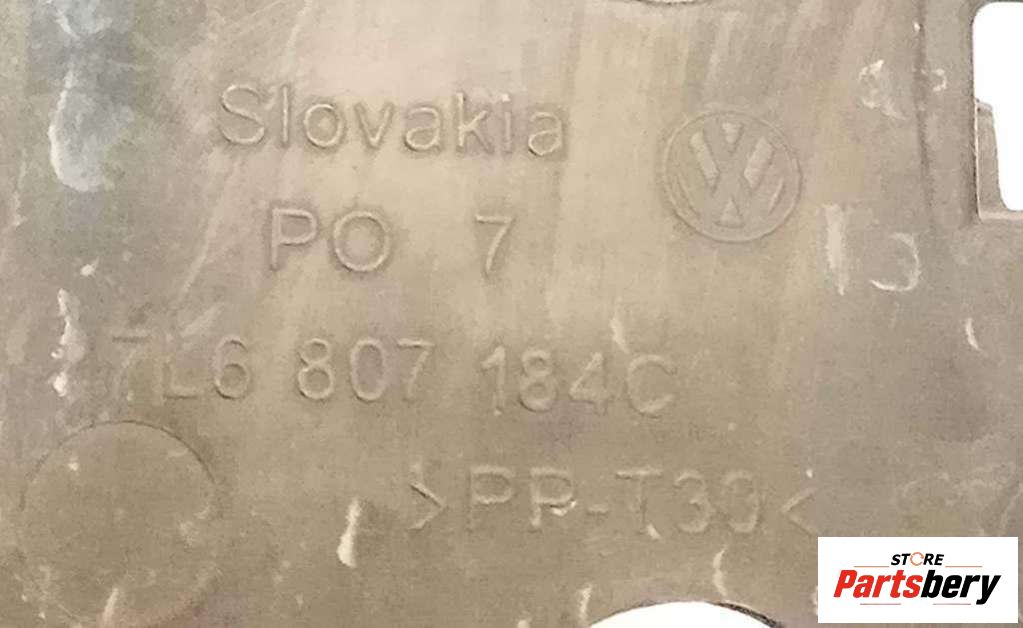 Slovakia
PO 7
7L6 807 184C
>PP-T30<
STORE
Partsbery